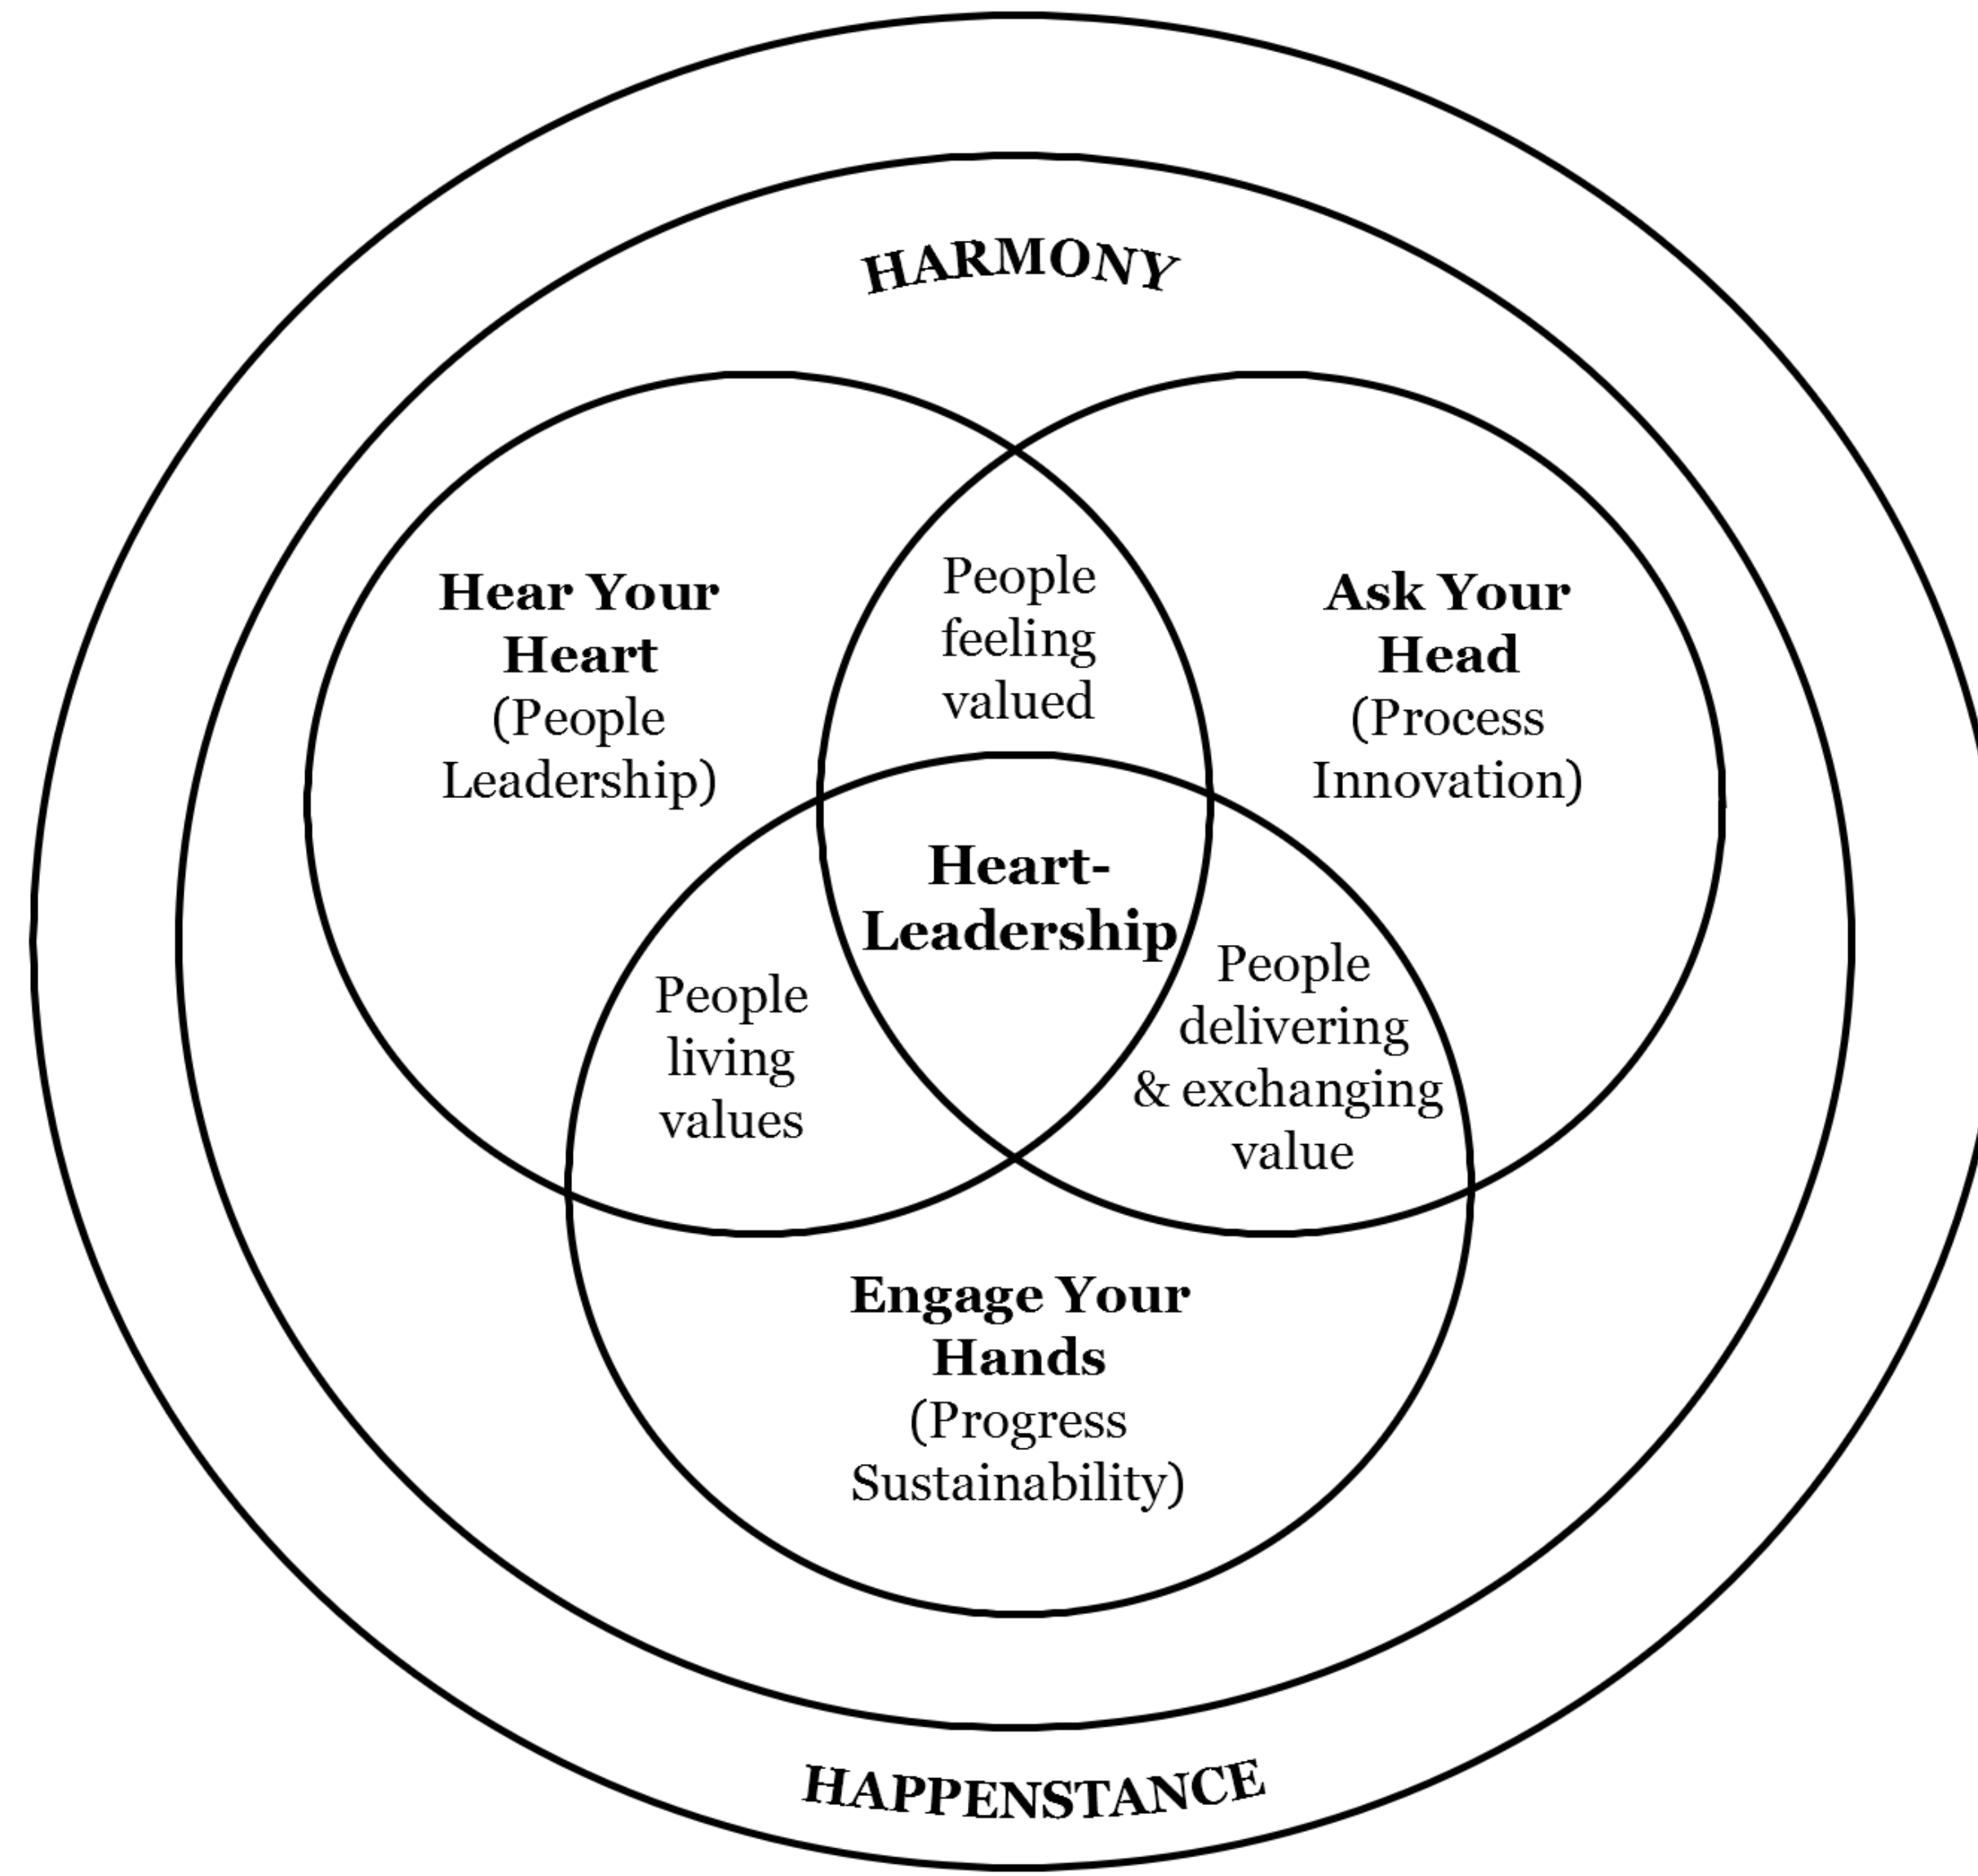 HARMONY
Hear Your
Heart
(People
Leadership)
People
feeling
valued
Ask Your
Head
(Process
Innovation)
Heart-
Leadership
People
living
values
People
delivering
& exchanging
value
Engage Your
Hands
(Progress
Sustainability)
HAPPENSTANCE